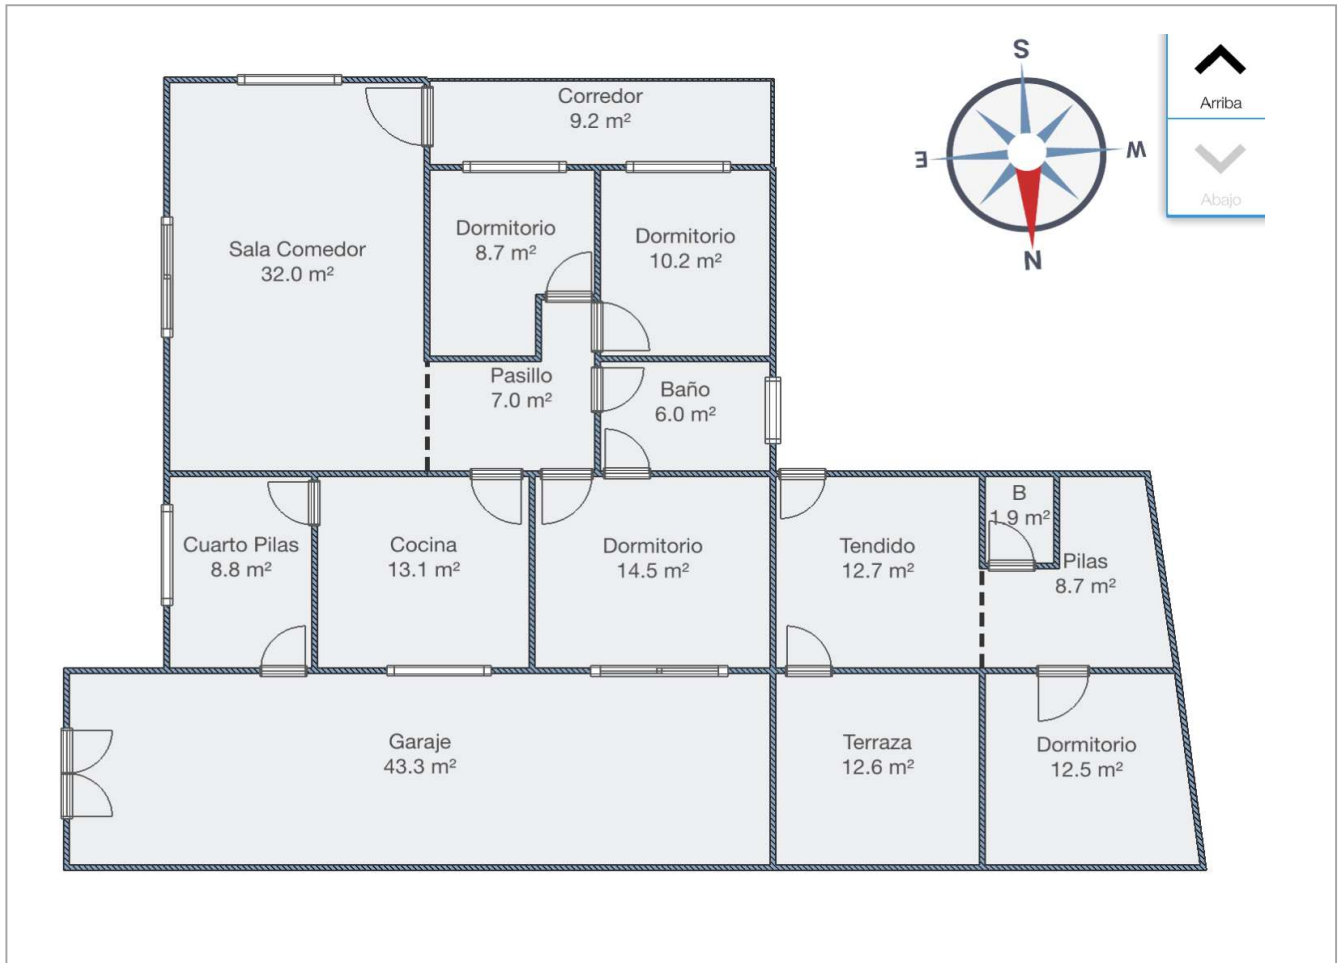 S
E
W
N
Arriba
Abajo
Corredor
9.2 m²
Sala Comedor
32.0 m²
Dormitorio
8.7 m²
Dormitorio
10.2 m²
Pasillo
7.0 m²
Baño
6.0 m²
Cuarto Pilas
8.8 m²
Cocina
13.1 m²
Dormitorio
14.5 m²
Tendido
12.7 m²
B
1.9 m²
Pilas
8.7 m²
Garaje
43.3 m²
Terraza
12.6 m²
Dormitorio
12.5 m²